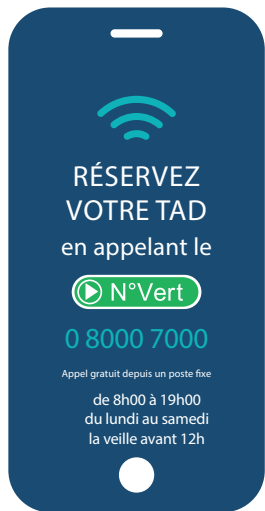 RÉSERVEZ
VOTRE TAD
en appelant le
N°Vert
0 8000 7000
Appel gratuit depuis un poste fixe
de 8h00 à 19h00
du lundi au samedi
la veille avant 12h